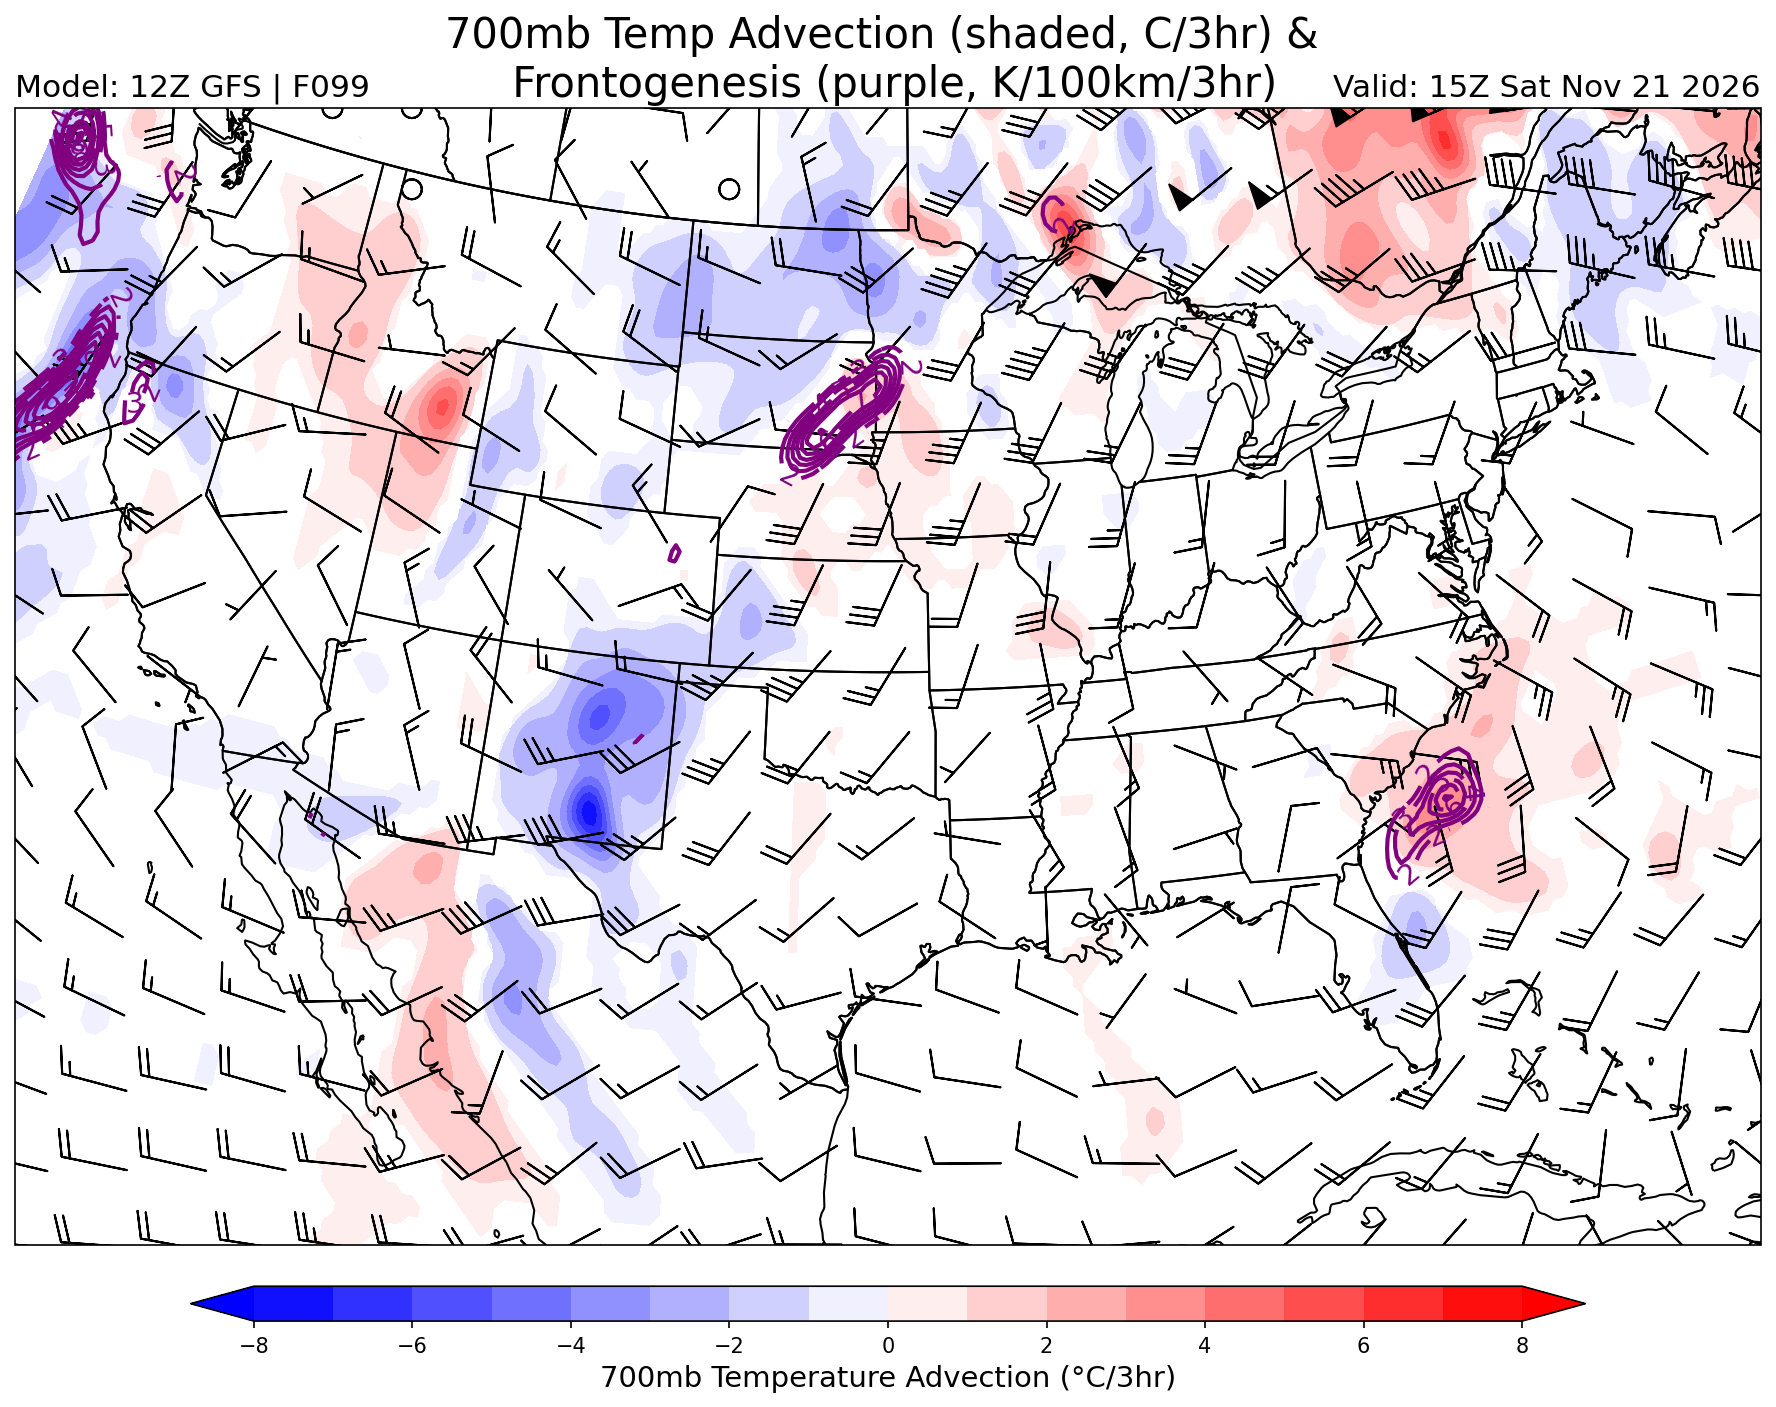 700mb Temp Advection (shaded, C/3hr) &
Frontogenesis (purple, K/100km/3hr)
Model: 12Z GFS | F099
Valid: 15Z Sat Nov 21 2026
−8 −6 −4 −2 0 2 4 6 8
700mb Temperature Advection (°C/3hr)